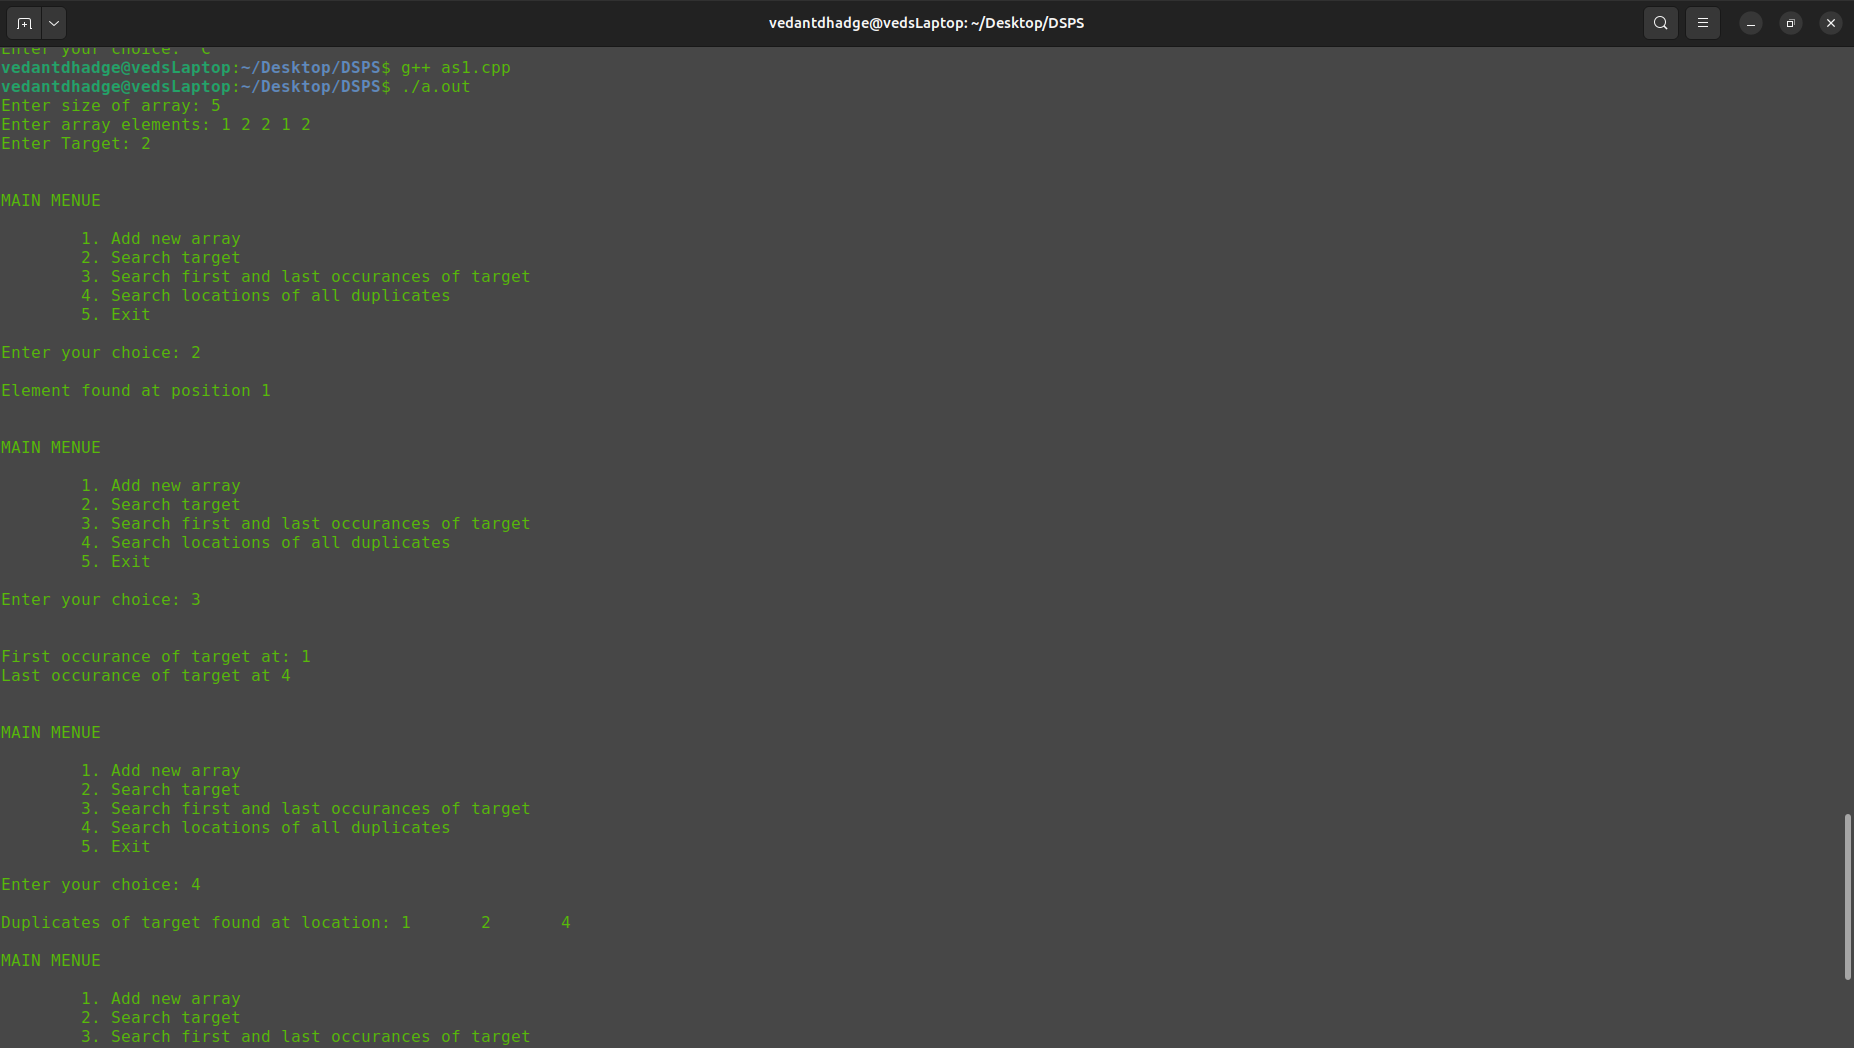 vedantdhadge@vedsLaptop: ~/Desktop/DSPS
Enter your choice:  C
vedantdhadge@vedsLaptop:~/Desktop/DSPS$ g++ as1.cpp
vedantdhadge@vedsLaptop:~/Desktop/DSPS$ ./a.out
Enter size of array: 5
Enter array elements: 1 2 2 1 2
Enter Target: 2
MAIN MENUE
1. Add new array
2. Search target
3. Search first and last occurances of target
4. Search locations of all duplicates
5. Exit
Enter your choice: 2
Element found at position 1
MAIN MENUE
1. Add new array
2. Search target
3. Search first and last occurances of target
4. Search locations of all duplicates
5. Exit
Enter your choice: 3
First occurance of target at: 1
Last occurance of target at 4
MAIN MENUE
1. Add new array
2. Search target
3. Search first and last occurances of target
4. Search locations of all duplicates
5. Exit
Enter your choice: 4
Duplicates of target found at location: 1       2       4
MAIN MENUE
1. Add new array
2. Search target
3. Search first and last occurances of target